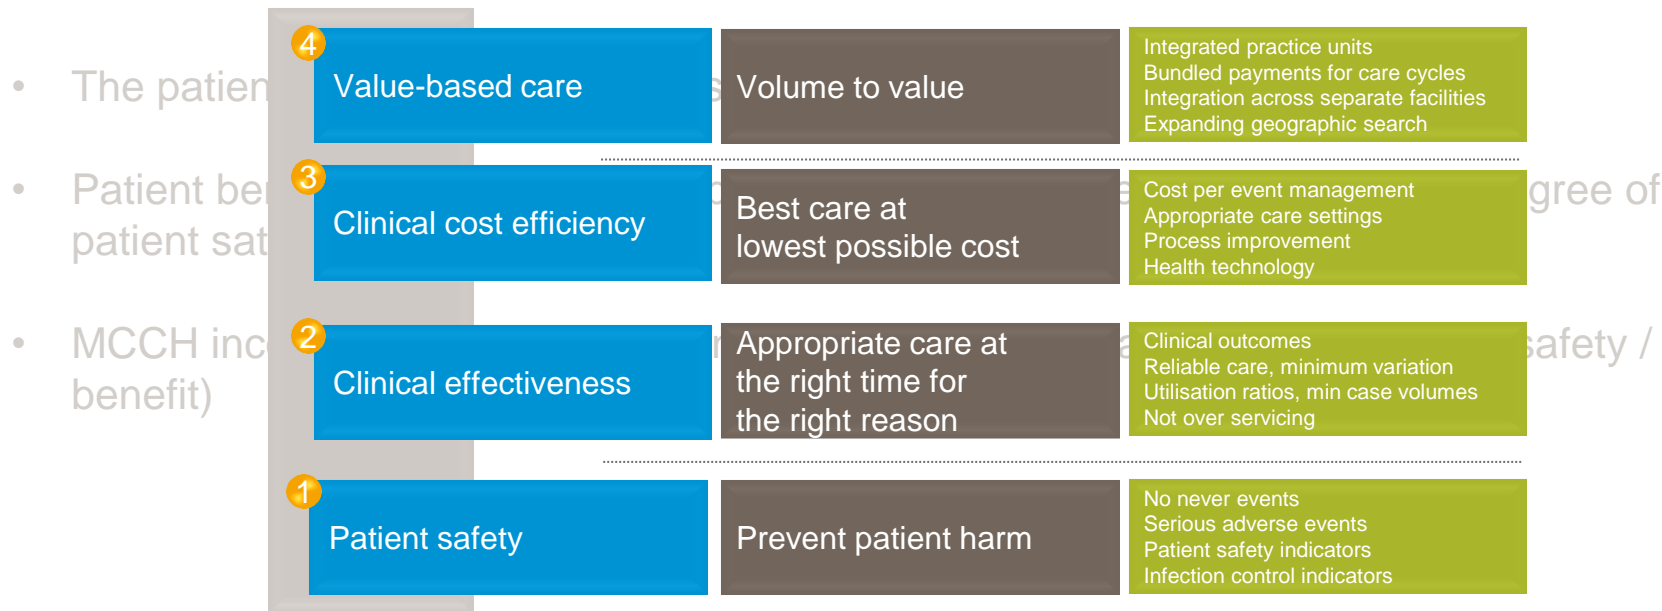 4
Value-based care
Volume to value
Integrated practice units
Bundled payments for care cycles
Integration across separate facilities
Expanding geographic search
• The patien
3
Clinical cost efficiency
Best care at
lowest possible cost
Cost per event management
Appropriate care settings
Process improvement
Health technology
• Patient ber
gree of
patient sat
2
Clinical effectiveness
Appropriate care at
the right time for
the right reason
Clinical outcomes
Reliable care, minimum variation
Utilisation ratios, min case volumes
Not over servicing
• MCCH inc
safety /
benefit)
1
Patient safety
Prevent patient harm
No never events
Serious adverse events
Patient safety indicators
Infection control indicators